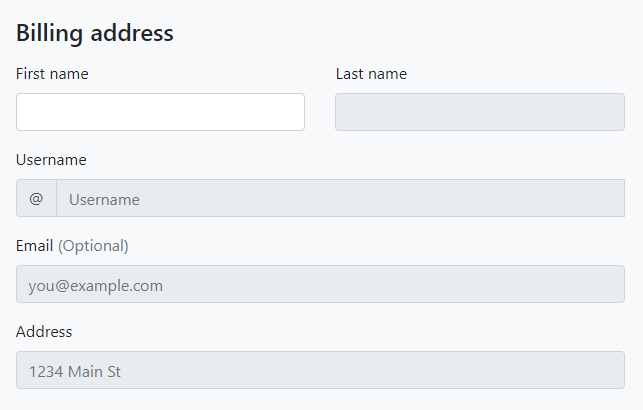 Billing address
First name Last name
Username
@ Username
Email (Optional)
you@example.com
Address
1234 Main St